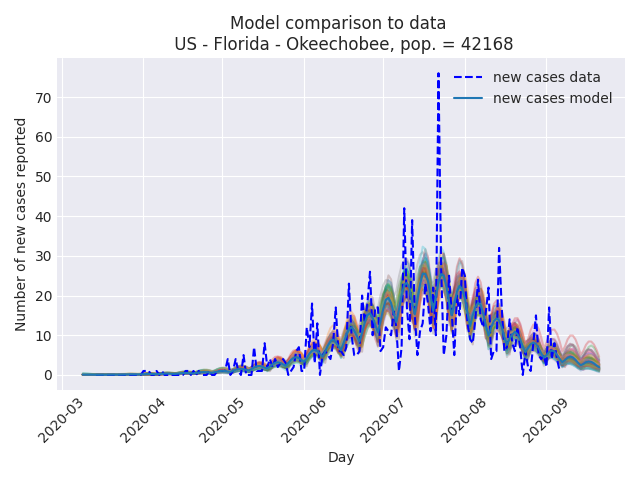 Model comparison to data
US - Florida - Okeechobee, pop. = 42168
new cases data
new cases model
Number of new cases reported
70
60
50
40
30
20
10
0
2020-03
2020-04
2020-05
2020-06
2020-07
2020-08
2020-09
Day